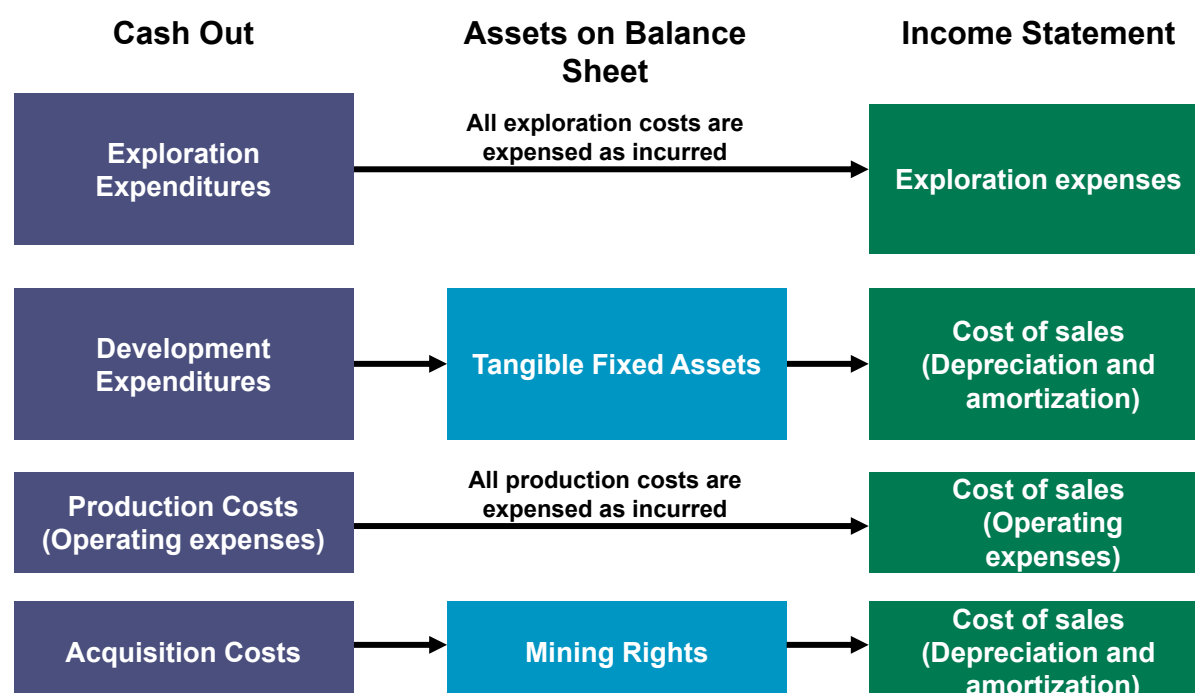 Cash Out
Assets on Balance
Sheet
Income Statement
Exploration
Expenditures
All exploration costs are
expensed as incurred
Exploration expenses
Development
Expenditures
Tangible Fixed Assets
Cost of sales
(Depreciation and
amortization)
Production Costs
(Operating expenses)
All production costs are
expensed as incurred
Cost of sales
(Operating
expenses)
Acquisition Costs
Mining Rights
Cost of sales
(Depreciation and
amortization)